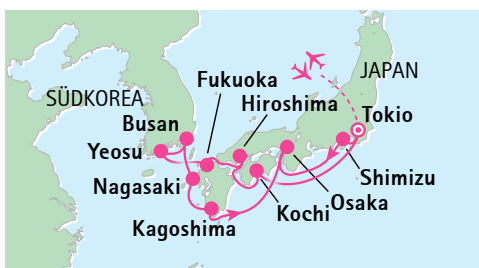 JAPAN
SÜDKOREA
Fukuoka
Hiroshima
Tokio
Busan
Yeosu
Nagasaki
Shimizu
Osaka
Kochi
Kagoshima